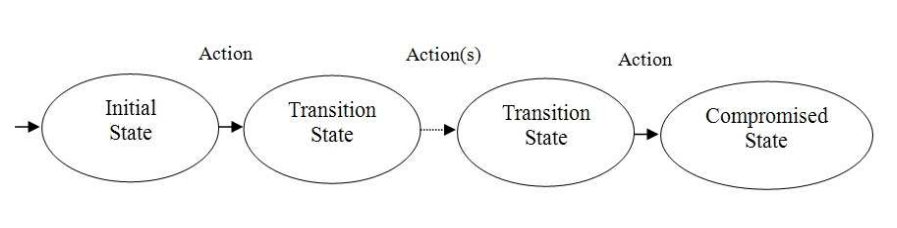 Action
Action(s)
Action
Initial
State
Transition
State
Transition
State
Compromised
State